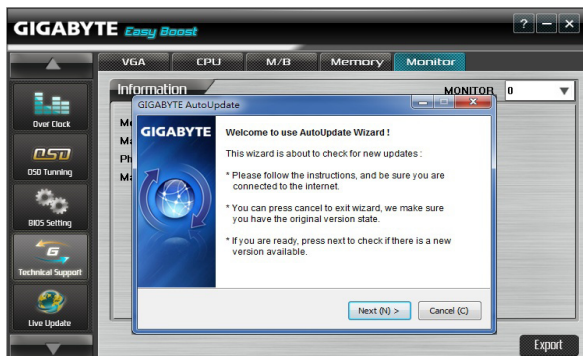 GIGABYTE Easy Boost
? — ×
VGA CPU M/B Memory Monitor
Information
MONITOR 0
GIGABYTE AutoUpdate
GIGABYTE
Welcome to use AutoUpdate Wizard !
This wizard is about to check for new updates :
* Please follow the instructions, and be sure you are
connected to the internet.
* You can press cancel to exit wizard, we make sure
you have the original version state.
* If you are ready, press next to check if there is a new
version available.
Next (N) >
Cancel (C)
Over Clock
OSD
OSD Tunning
BIOS Setting
G
Technical Support
Live Update
Export